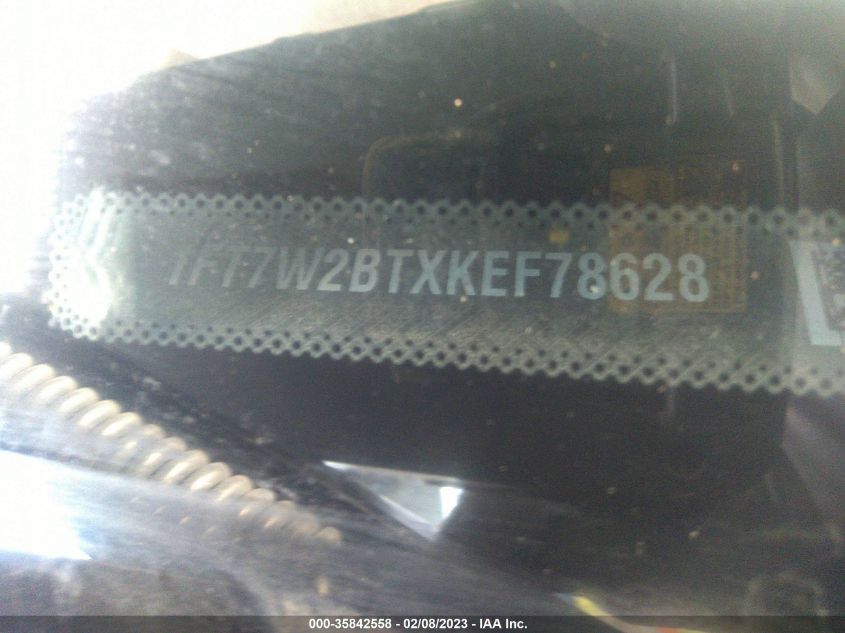 1FT7W2BTXKEF78628
000-35842558 - 02/08/2023 - IAA Inc.